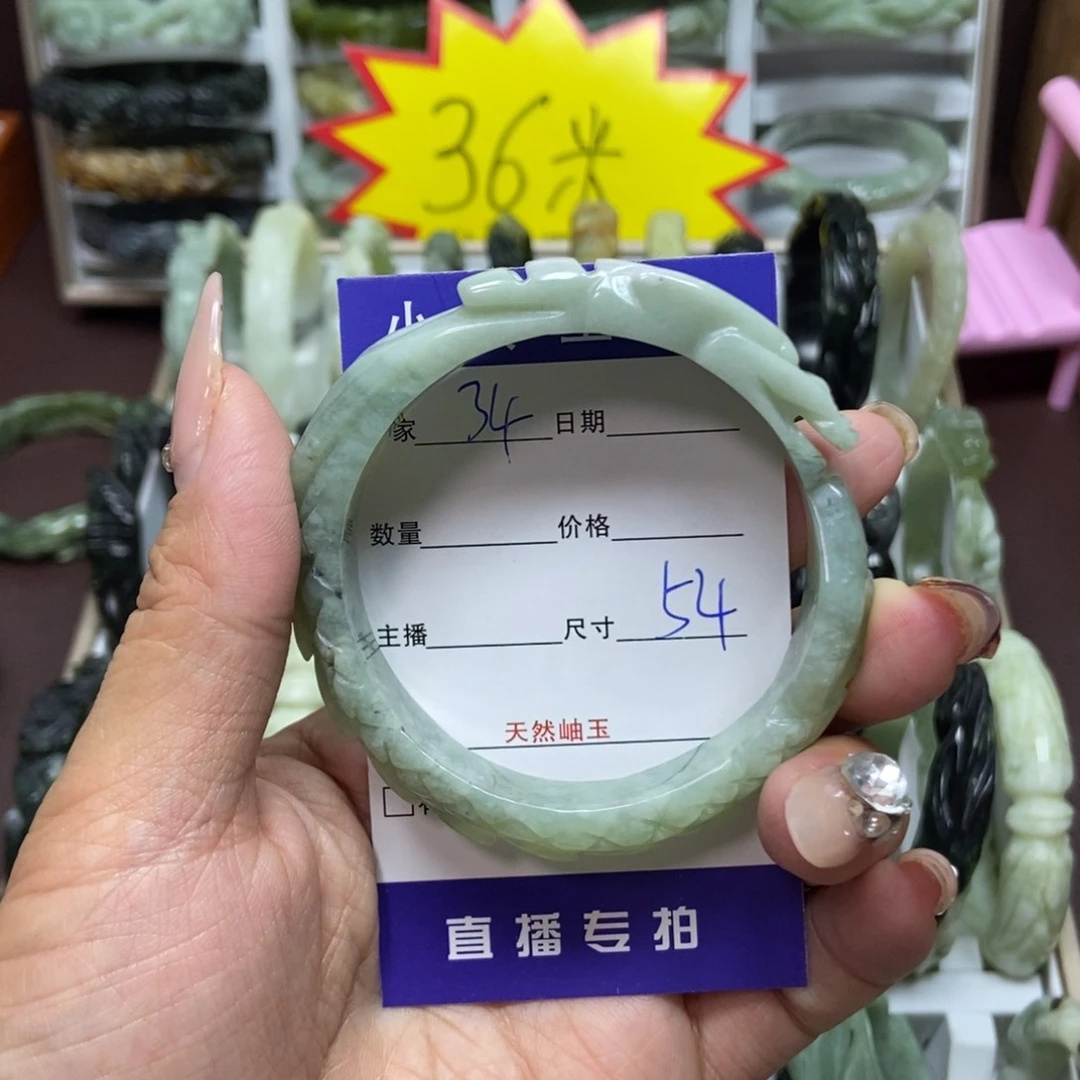 36米
家 34 日期
数量 价格
主播 尺寸 54
天然岫玉
直播专拍